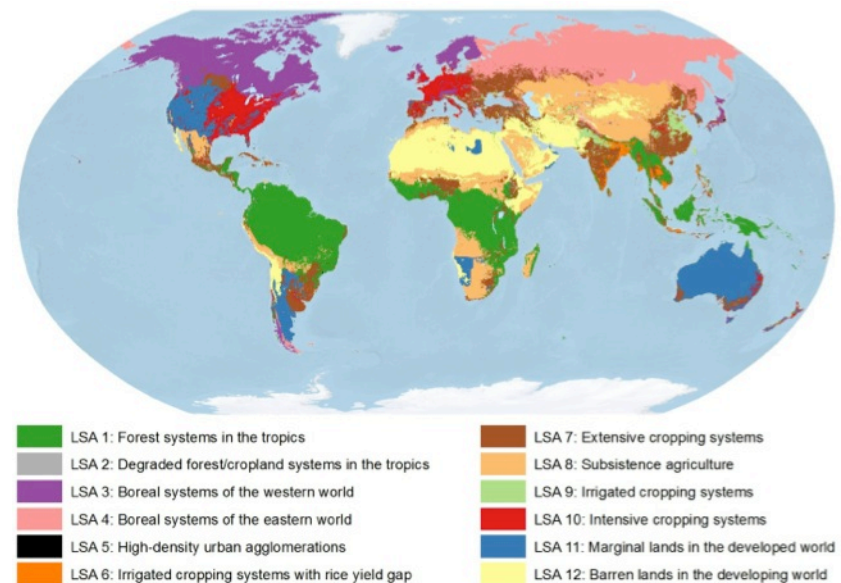 LSA 1: Forest systems in the tropics
LSA 2: Degraded forest/cropland systems in the tropics
LSA 3: Boreal systems of the western world
LSA 4: Boreal systems of the eastern world
LSA 5: High-density urban agglomerations
LSA 6: Irrigated cropping systems with rice yield gap
LSA 7: Extensive cropping systems
LSA 8: Subsistence agriculture
LSA 9: Irrigated cropping systems
LSA 10: Intensive cropping systems
LSA 11: Marginal lands in the developed world
LSA 12: Barren lands in the developing world